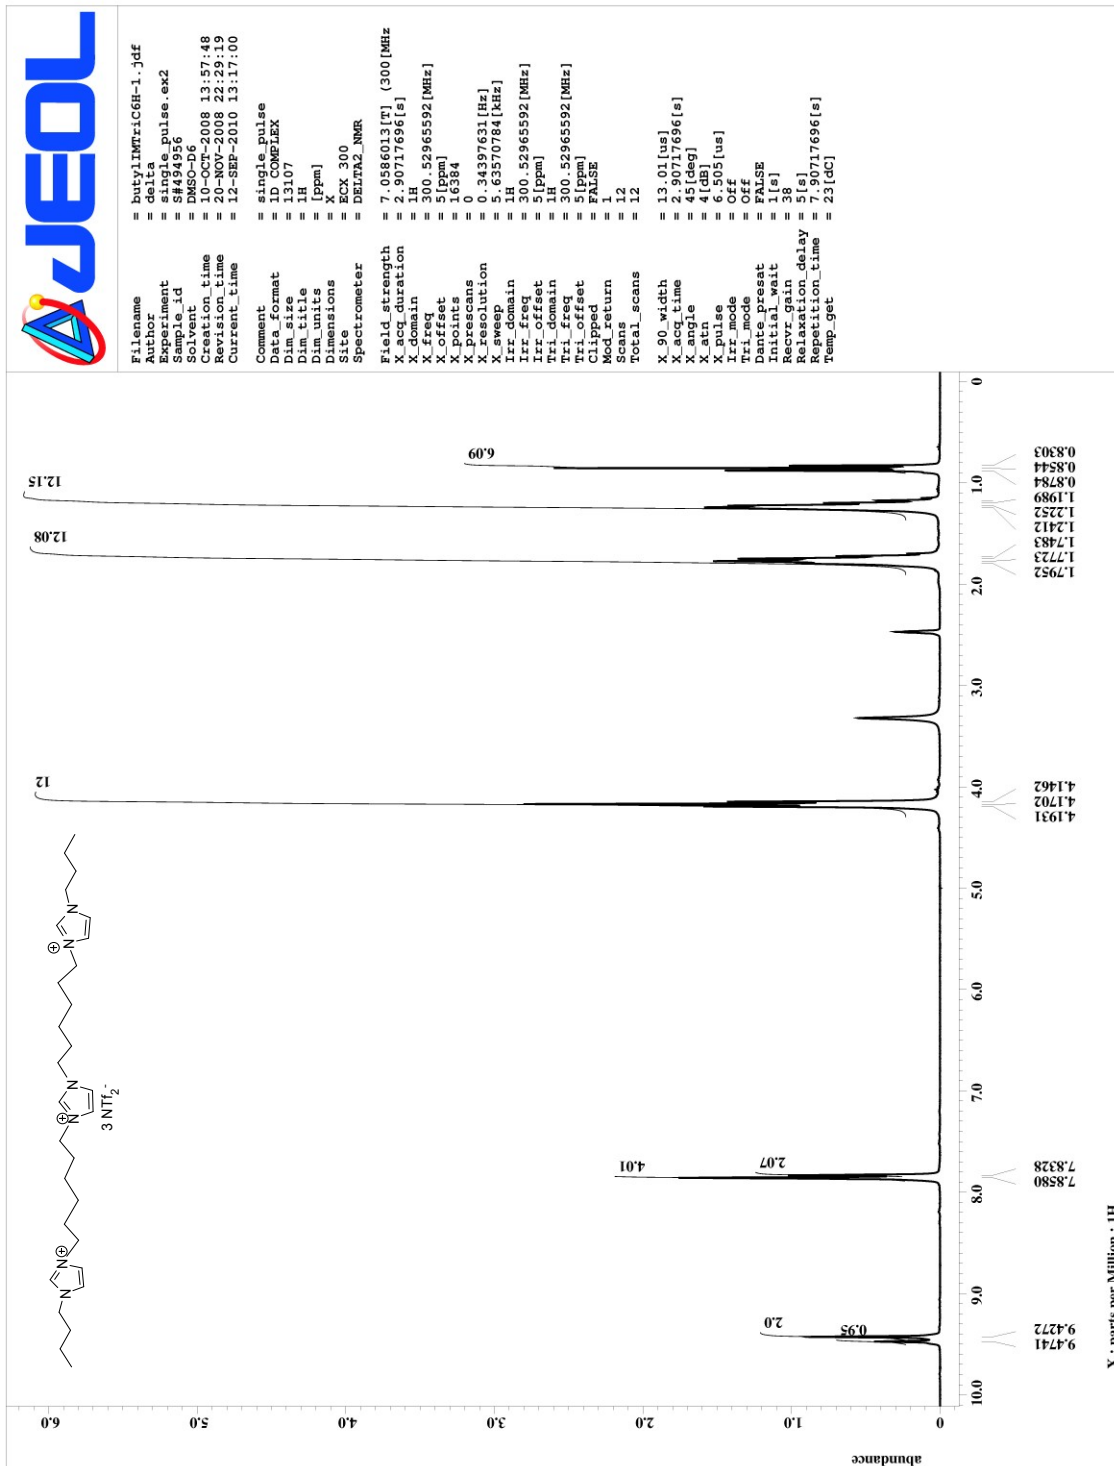 JEOL
Filename = butylIMTriC6H-1.jdf
Author = delta
Experiment = single_pulse.ex2
Sample_id = S#494956
Solvent = DMSO-D6
Creation_time = 10-OCT-2008 13:57:48
Revision_time = 20-NOV-2008 22:29:19
Current_time = 12-SEP-2010 13:17:00
Comment = single_pulse
Data_format = 1D COMPLEX
Dim_size = 13107
Dim_title = 1H
Dim_units = [ppm]
Dimensions = X
Site = ECX 300
Spectrometer = DELTA2_NMR
Field_strength = 7.0586013[T] (300[MHz
X_acq_duration = 2.90717696[s]
X_domain = 1H
X_freq = 300.52965592[MHz]
X_offset = 5[ppm]
X_points = 16384
X_prescans = 0
X_resolution = 0.34397631[Hz]
X_sweep = 5.63570784[kHz]
Irr_domain = 1H
Irr_freq = 300.52965592[MHz]
Irr_offset = 5[ppm]
Tri_domain = 1H
Tri_freq = 300.52965592[MHz]
Tri_offset = 5[ppm]
Clipped = FALSE
Mod_return = 1
Scans = 12
Total_scans = 12
X_90_width = 13.01[us]
X_acq_time = 2.90717696[s]
X_angle = 45[deg]
X_atn = 4[dB]
X_pulse = 6.505[us]
Irr_mode = Off
Tri_mode = Off
Dante_presat = FALSE
Initial_wait = 1[s]
Recvr_gain = 38
Relaxation_delay = 5[s]
Repetition_time = 7.90717696[s]
Temp_get = 23[dC]
N N⊕ N⊕ N N⊕ N
3 NTf2-
2.0
0.95
4.01
2.07
12
12.08
12.15
6.09
abundance
0 1.0 2.0 3.0 4.0 5.0 6.0
10.0 9.0 8.0 7.0 6.0 5.0 4.0 3.0 2.0 1.0 0
9.4741
9.4272
7.8580
7.8328
4.1931
4.1702
4.1462
1.7952
1.7723
1.7483
1.2412
1.2252
1.1989
0.8784
0.8544
0.8303
X : parts per Million : 1H